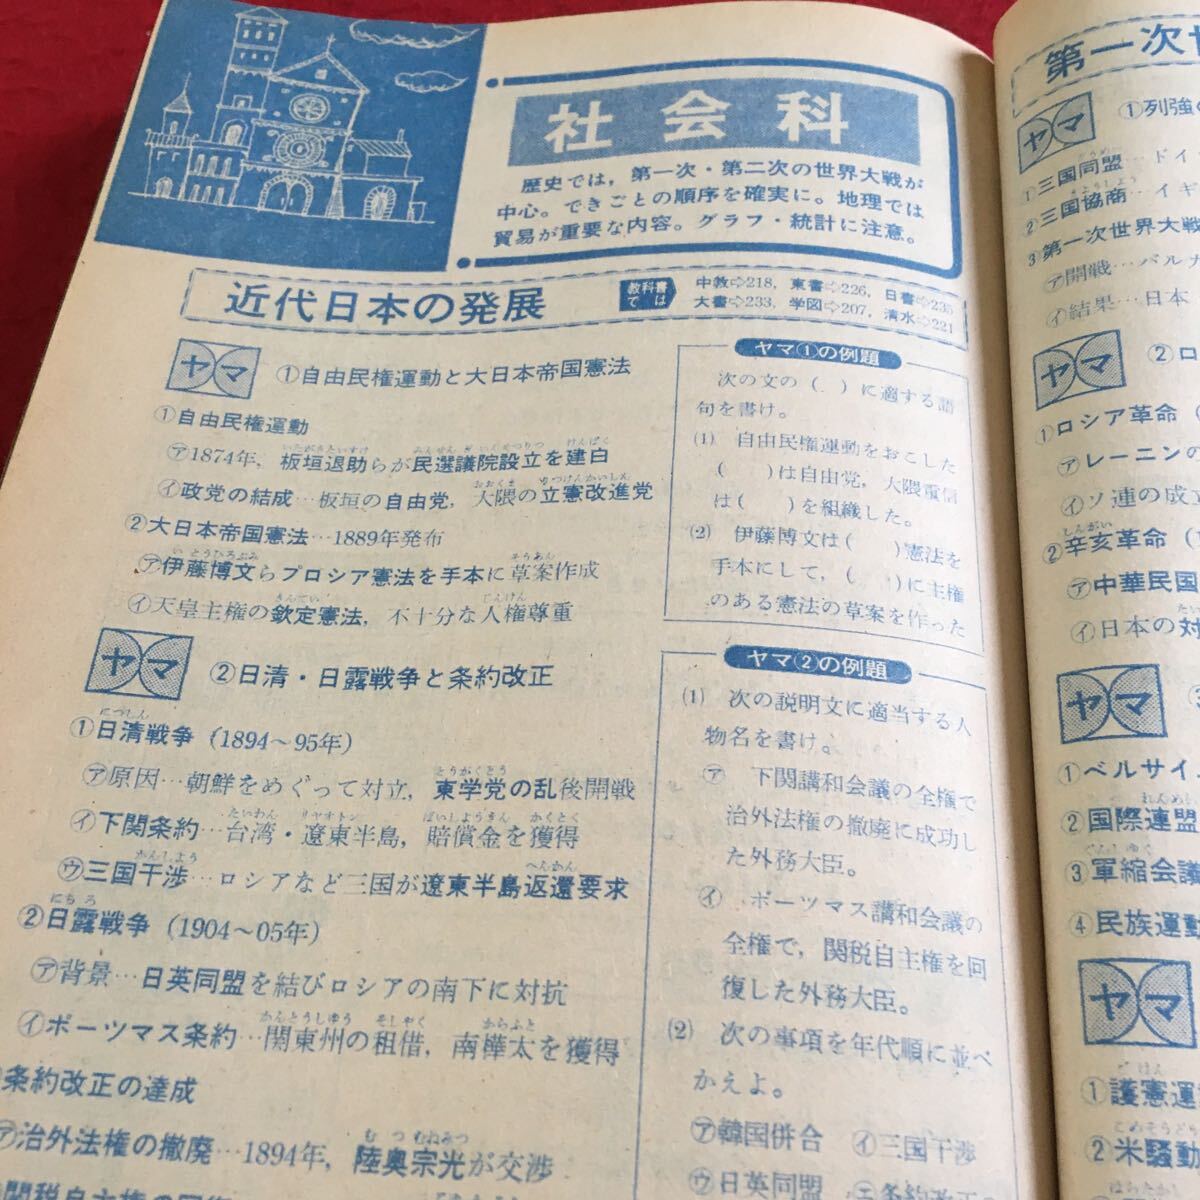 社会科
歴史では，第一次・第二次の世界大戦が
中心。できごとの順序を確実に。地理では
貿易が重要な内容。グラフ・統計に注意。
近代日本の発展
教科書では
中教⇨218，東書⇨226，日書⇨235
大書⇨233，学図⇨207，清水⇨221
ヤマ ①自由民権運動と大日本帝国憲法
①自由民権運動
㋐1874年，板垣退助らが民選議院設立を建白
㋑政党の結成…板垣の自由党，大隈の立憲改進党
②大日本帝国憲法…1889年発布
㋐伊藤博文らプロシア憲法を手本に草案作成
㋑天皇主権の欽定憲法，不十分な人権尊重
ヤマ ②日清・日露戦争と条約改正
①日清戦争（1894〜95年）
㋐原因…朝鮮をめぐって対立，東学党の乱後開戦
㋑下関条約…台湾・遼東半島，賠償金を獲得
㋒三国干渉…ロシアなど三国が遼東半島返還要求
②日露戦争（1904〜05年）
㋐背景…日英同盟を結びロシアの南下に対抗
㋑ポーツマス条約…関東州の租借，南樺太を獲得
条約改正の達成
㋐治外法権の撤廃…1894年，陸奥宗光が交渉
ヤマ①の例題
次の文の（ ）に適する語
句を書け。
(1) 自由民権運動をおこした
（ ）は自由党，大隈重信
は（ ）を組織した。
(2) 伊藤博文は（ ）憲法を
手本にして，（ ）に主権
のある憲法の草案を作った
ヤマ②の例題
(1) 次の説明文に適当する人
物名を書け。
㋐ 下関講和会議の全権で
治外法権の撤廃に成功し
た外務大臣。
㋑ ポーツマス講和会議の
全権で，関税自主権を回
復した外務大臣。
(2) 次の事項を年代順に並べ
かえよ。
㋐韓国併合 ㋑三国干渉
㋒日英同盟 ㋓条約改正
第一次
ヤマ ①列強の
①三国同盟…ドイ
②三国協商…イギ
③第一次世界大戦
㋐開戦…バルカ
㋑結果…日本
ヤマ ②ロ
①ロシア革命（
㋐レーニンの
㋑ソ連の成立
②辛亥革命（
㋐中華民国
㋑日本の対
ヤマ
①ベルサイ
②国際連盟
③軍縮会議
④民族運動
ヤマ
①護憲運
②米騒動